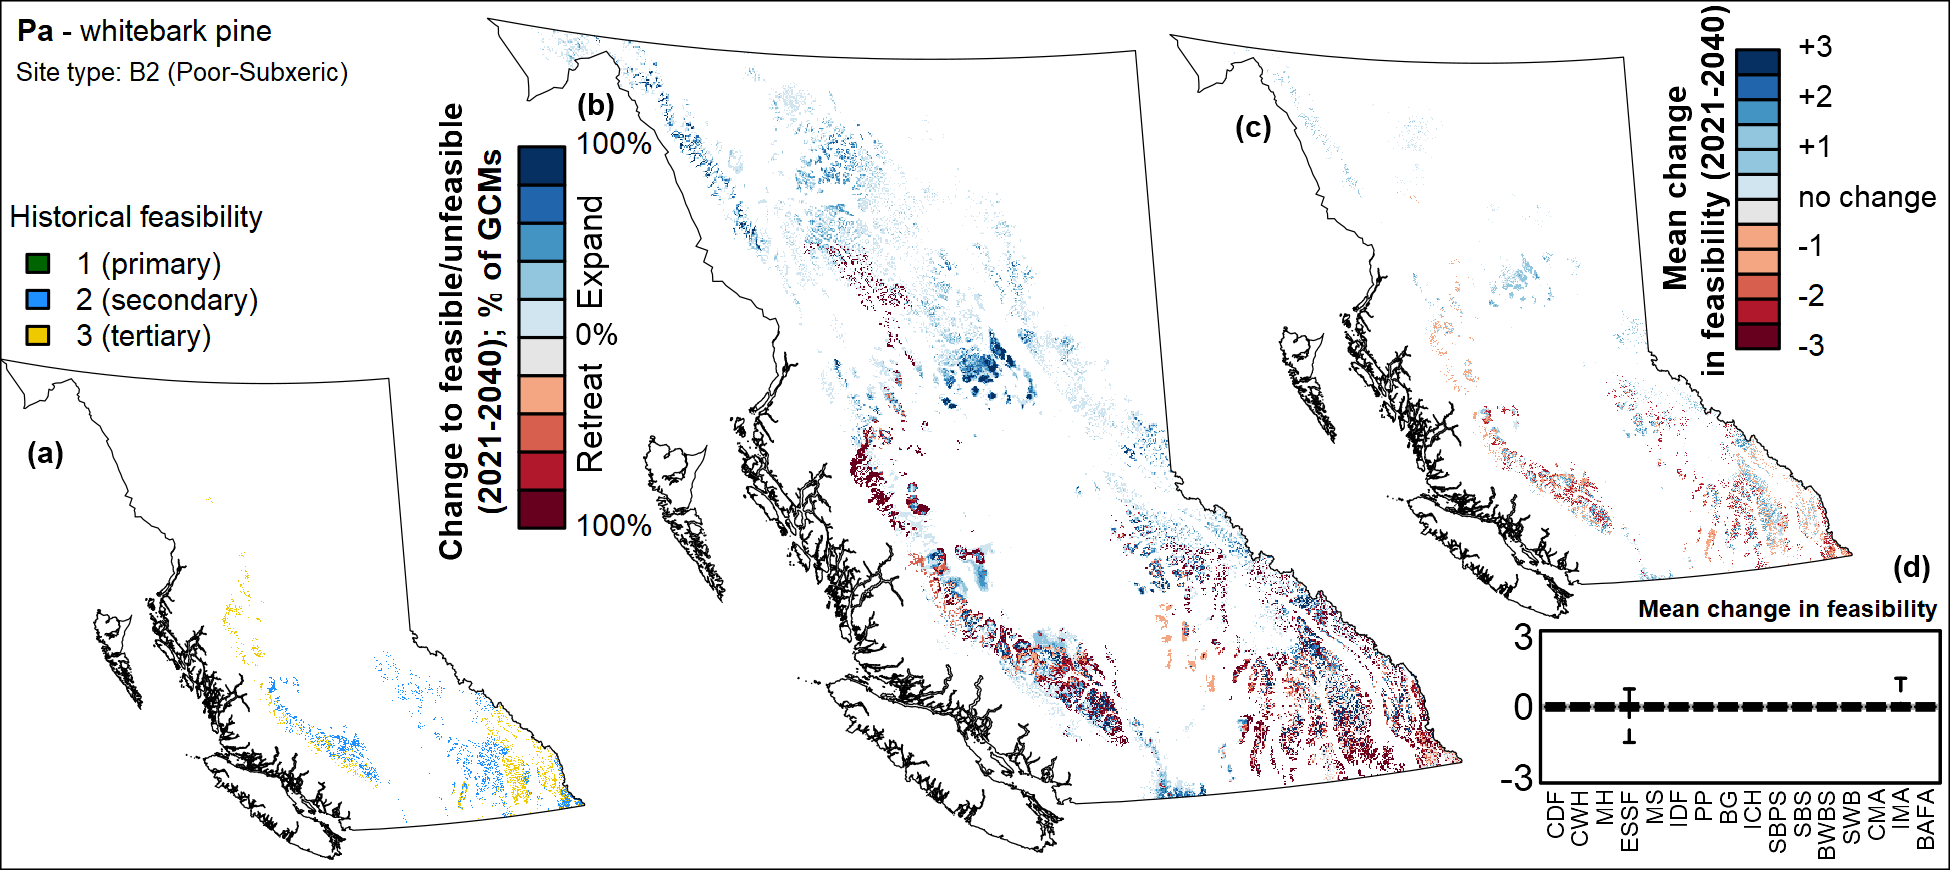 Pa - whitebark pine
Site type: B2 (Poor-Subxeric)
Historical feasibility
1 (primary)
2 (secondary)
3 (tertiary)
(a)
(b)
Change to feasible/unfeasible
(2021-2040); % of GCMs
100%
Expand
0%
Retreat
100%
(c)
Mean change
in feasibility (2021-2040)
+3
+2
+1
no change
-1
-2
-3
(d)
Mean change in feasibility
3
0
-3
CDF
CWH
MH
ESSF
MS
IDF
PP
BG
ICH
SBPS
SBS
BWBS
SWB
CMA
IMA
BAFA